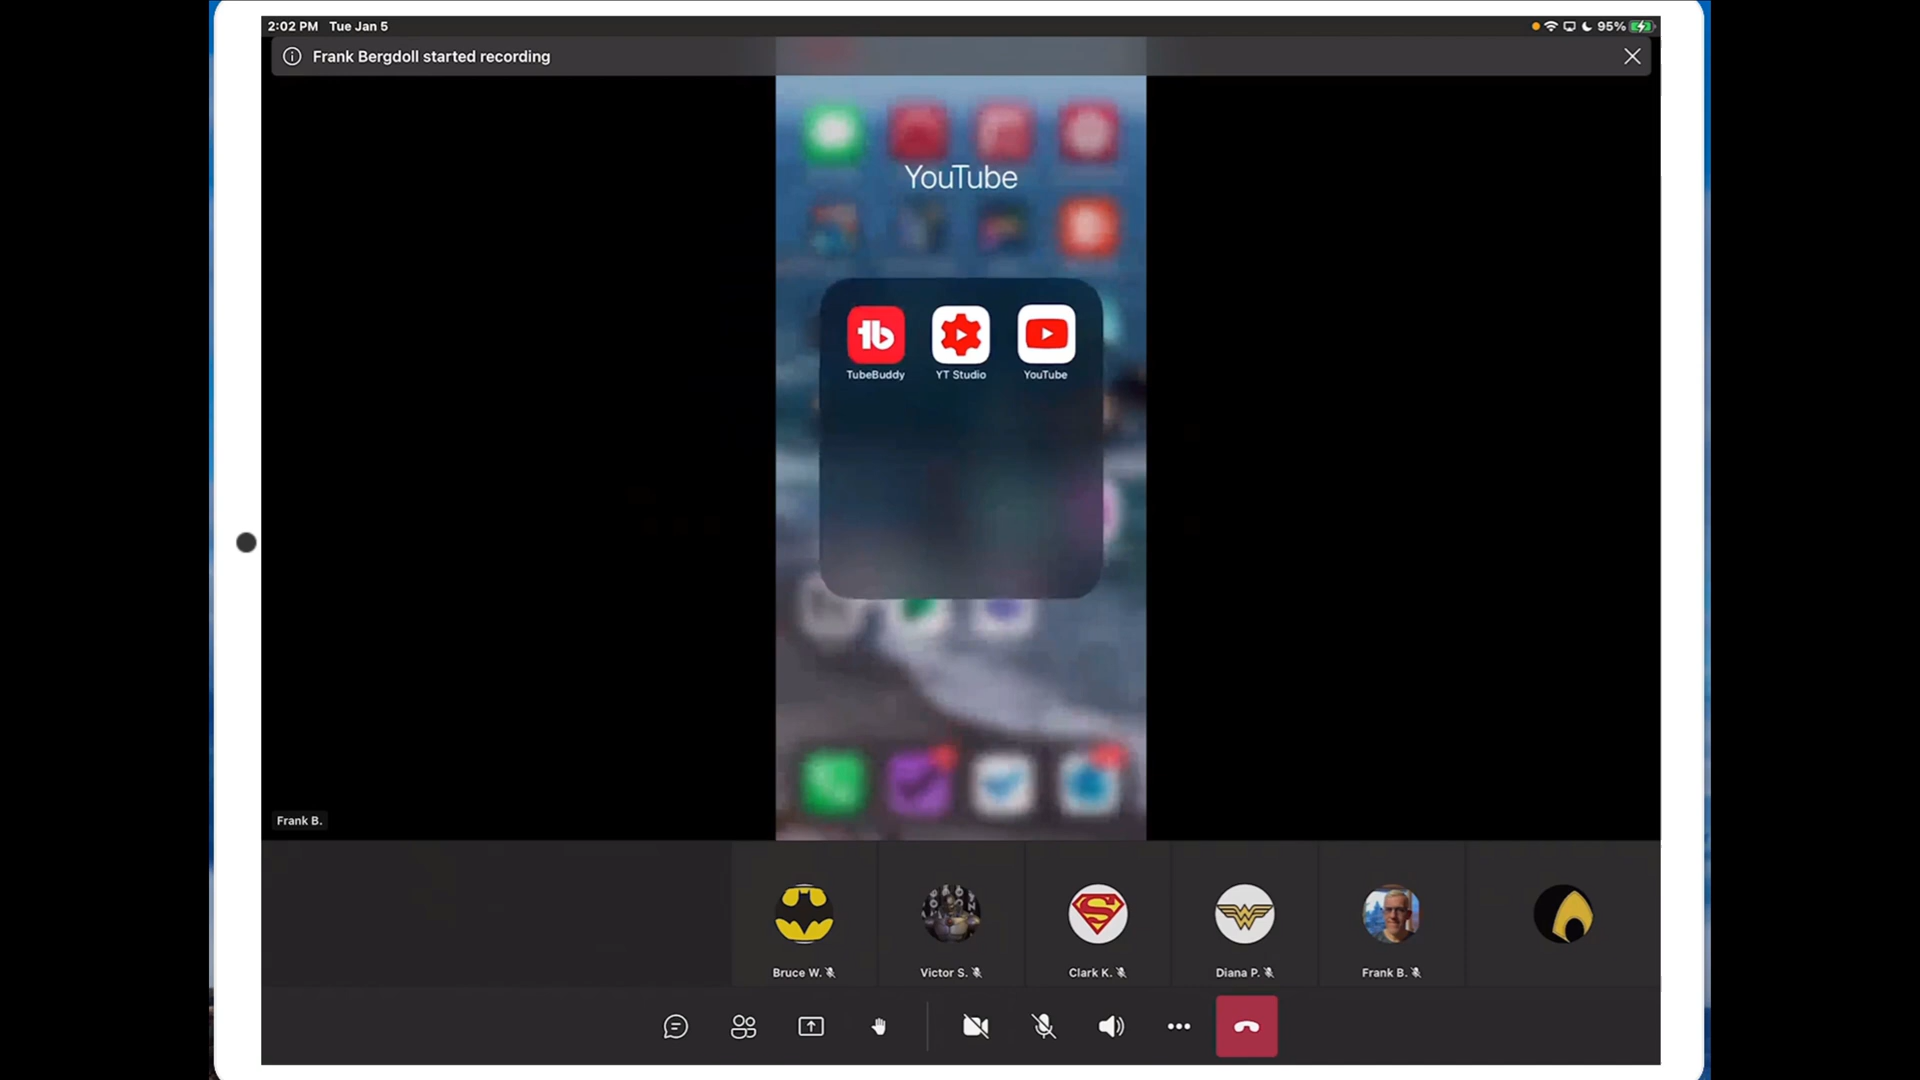 2:02 PM Tue Jan 5
95%
Frank Bergdoll started recording
YouTube
TubeBuddy YT Studio YouTube
Frank B.
Bruce W. Victor S. Clark K. Diana P. Frank B.